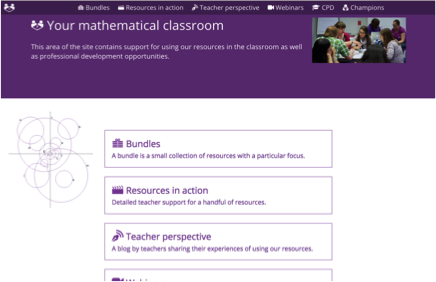 Bundles Resources in action Teacher perspective Webinars CPD Champions
Your mathematical classroom
This area of the site contains support for using our resources in the classroom as well
as professional development opportunities.
Bundles
A bundle is a small collection of resources with a particular focus.
Resources in action
Detailed teacher support for a handful of resources.
Teacher perspective
A blog by teachers sharing their experiences of using our resources.